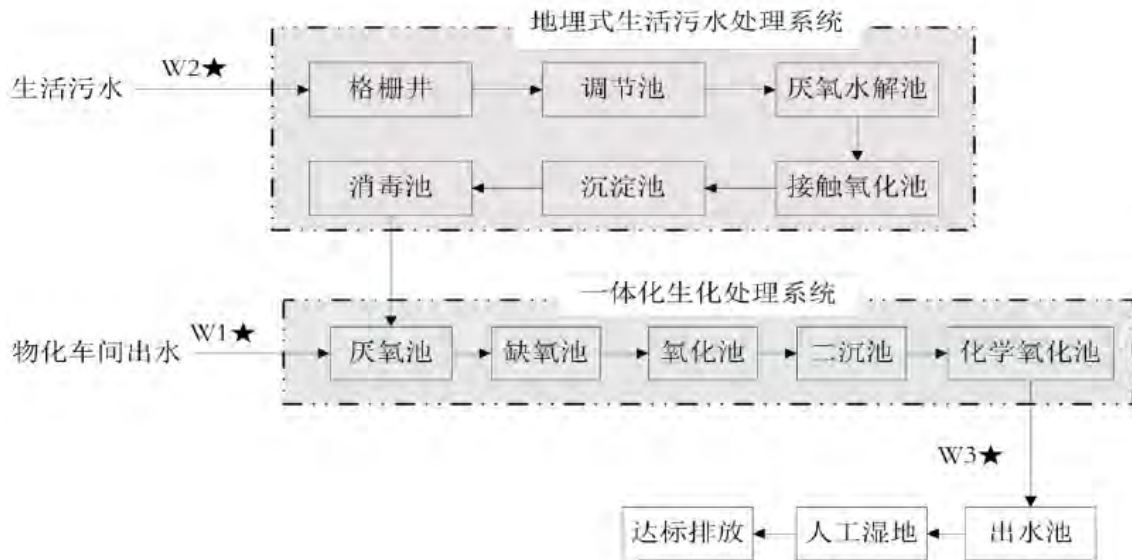 地埋式生活污水处理系统
生活污水
W2★
格栅井
调节池
厌氧水解池
消毒池
沉淀池
接触氧化池
一体化生化处理系统
物化车间出水
W1★
厌氧池
缺氧池
氧化池
二沉池
化学氧化池
W3★
达标排放
人工湿地
出水池